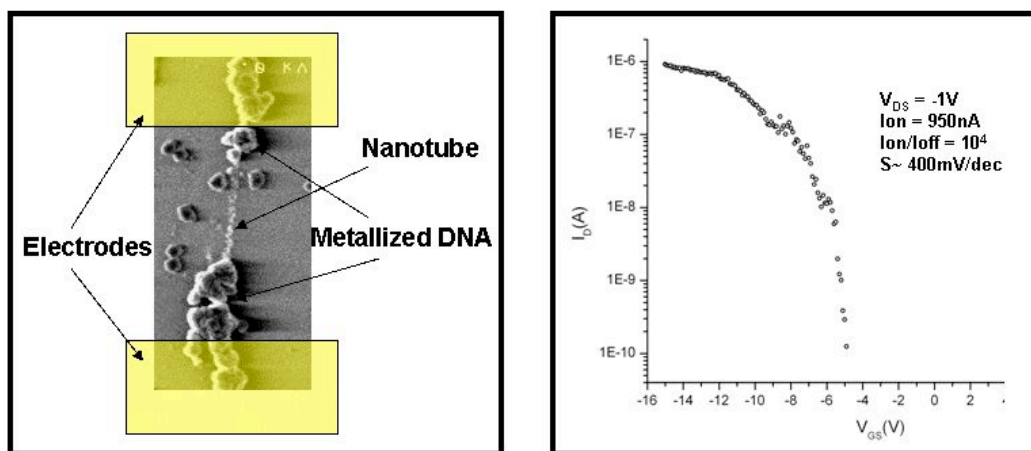 Electrodes
Nanotube
Metallized DNA
1E-6
1E-7
1E-8
1E-9
1E-10
I_D(A)
V_DS = -1V
Ion = 950nA
Ion/Ioff = 10⁴
S~ 400mV/dec
-16 -14 -12 -10 -8 -6 -4 -2 0 2 4
V_GS(V)